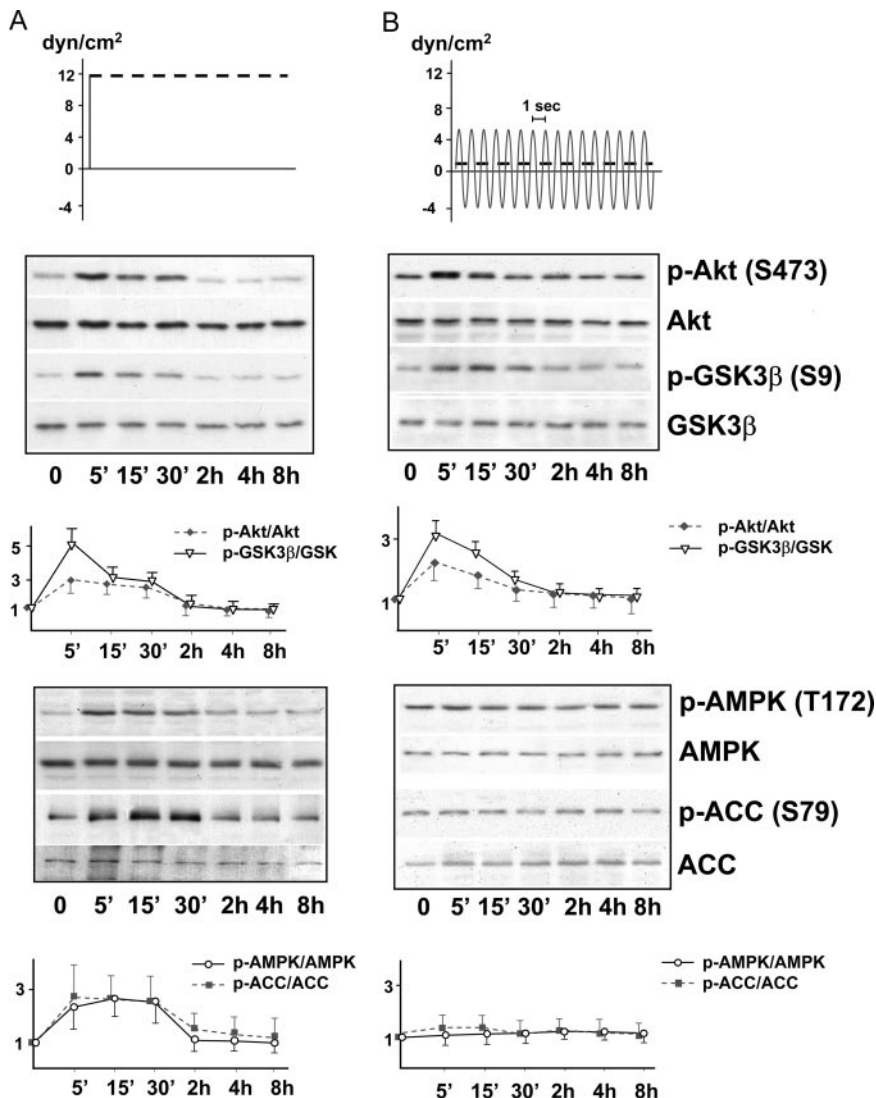 A
B
dyn/cm²
12
8
4
0
-4
dyn/cm²
12
8
4
0
-4
1 sec
p-Akt (S473)
Akt
p-GSK3β (S9)
GSK3β
0 5’ 15’ 30’ 2h 4h 8h
0 5’ 15’ 30’ 2h 4h 8h
p-Akt/Akt
p-GSK3β/GSK
5
3
1
5’ 15’ 30’ 2h 4h 8h
p-Akt/Akt
p-GSK3β/GSK
3
1
5’ 15’ 30’ 2h 4h 8h
p-AMPK (T172)
AMPK
p-ACC (S79)
ACC
0 5’ 15’ 30’ 2h 4h 8h
0 5’ 15’ 30’ 2h 4h 8h
p-AMPK/AMPK
p-ACC/ACC
3
1
5’ 15’ 30’ 2h 4h 8h
p-AMPK/AMPK
p-ACC/ACC
3
1
5’ 15’ 30’ 2h 4h 8h